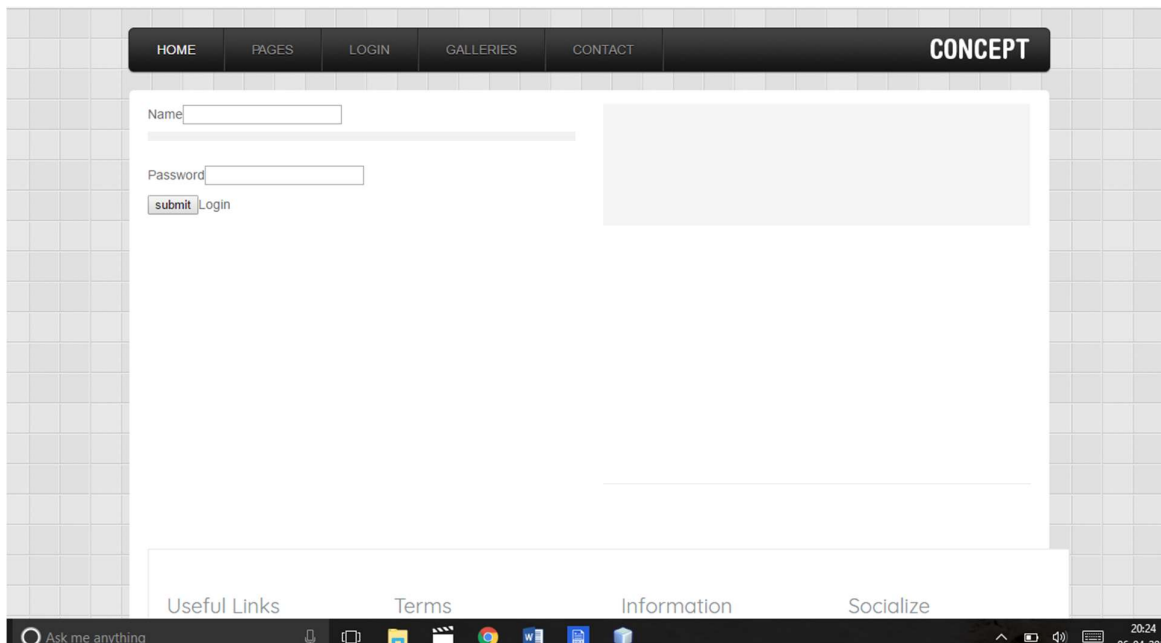 HOME PAGES LOGIN GALLERIES CONTACT CONCEPT
Name
Password
submit Login
Useful Links Terms Information Socialize
Ask me anything 20:24